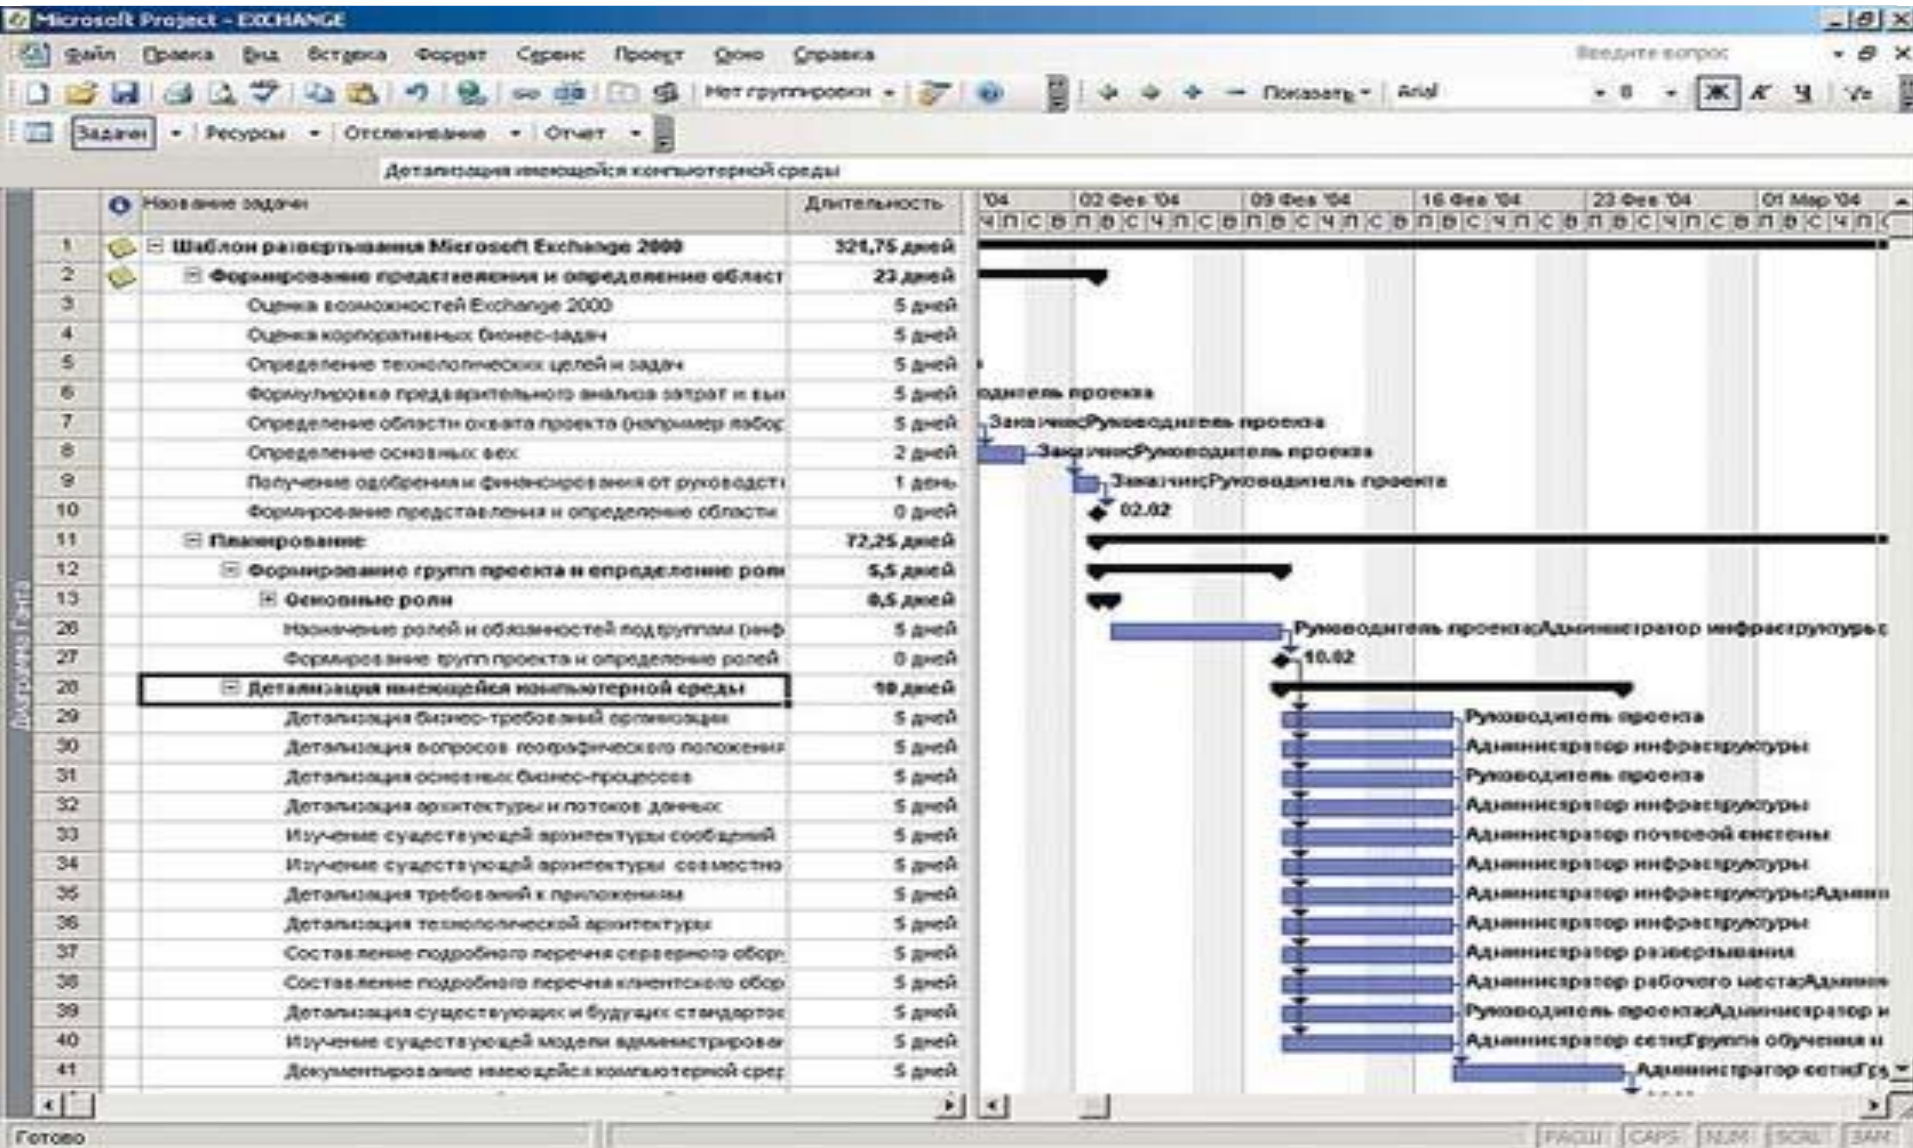 Microsoft Project - EXCHANGE
Файл Правка Вид Вставка Формат Сервис Проект Окно Справка Введите вопрос
Нет группировки Показать Arial 8 Ж К Ч
Задачи Ресурсы Отслеживание Отчет
Детализация имеющейся компьютерной среды
Название задачи Длительность '04 02 Фев '04 09 Фев '04 16 Фев '04 23 Фев '04 01 Мар '04
Ч П С В П В С Ч П С В П В С Ч П С В П В С Ч П С В П В С Ч П С В П В С Ч П С
1 Шаблон развертывания Microsoft Exchange 2000 321,75 дней
2 Формирование представления и определение област 23 дней
3 Оценка возможностей Exchange 2000 5 дней
4 Оценка корпоративных бизнес-задач 5 дней
5 Определение технологических целей и задач 5 дней
6 Формулировка предварительного анализа затрат и вы 5 дней одитель проекта
7 Определение области охвата проекта (например лабор 5 дней Заказчик;Руководитель проекта
8 Определение основных вех 2 дней Заказчик;Руководитель проекта
9 Получение одобрения и финансирования от руководст 1 день Заказчик;Руководитель проекта
10 Формирование представления и определение области 0 дней 02.02
11 Планирование 72,25 дней
12 Формирование групп проекта и определение роли 5,5 дней
13 Основные роли 0,5 дней
26 Назначение ролей и обязанностей подгруппам (инф 5 дней Руководитель проекта;Администратор инфраструктуры;
27 Формирование групп проекта и определение ролей 0 дней 10.02
28 Детализация имеющейся компьютерной среды 10 дней
29 Детализация бизнес-требований организации 5 дней Руководитель проекта
30 Детализация вопросов географического положения 5 дней Администратор инфраструктуры
31 Детализация основных бизнес-процессов 5 дней Руководитель проекта
32 Детализация архитектуры и потоков данных 5 дней Администратор инфраструктуры
33 Изучение существующей архитектуры сообщений 5 дней Администратор почтовой системы
34 Изучение существующей архитектуры совместно 5 дней Администратор инфраструктуры
35 Детализация требований к приложениям 5 дней Администратор инфраструктуры;Админи
36 Детализация технологической архитектуры 5 дней Администратор инфраструктуры
37 Составление подробного перечня серверного обору 5 дней Администратор развертывания
38 Составление подробного перечня клиентского обор 5 дней Администратор рабочего места;Админи
39 Детализация существующих и будущих стандартов 5 дней Руководитель проекта;Администратор и
40 Изучение существующей модели администрирован 5 дней Администратор сети;Группа обучения и
41 Документирование имеющейся компьютерной сред 5 дней Администратор сети;Гру
Диаграмма Ганта
Готово РАСШ CAPS NUM SCRL ЗАМ